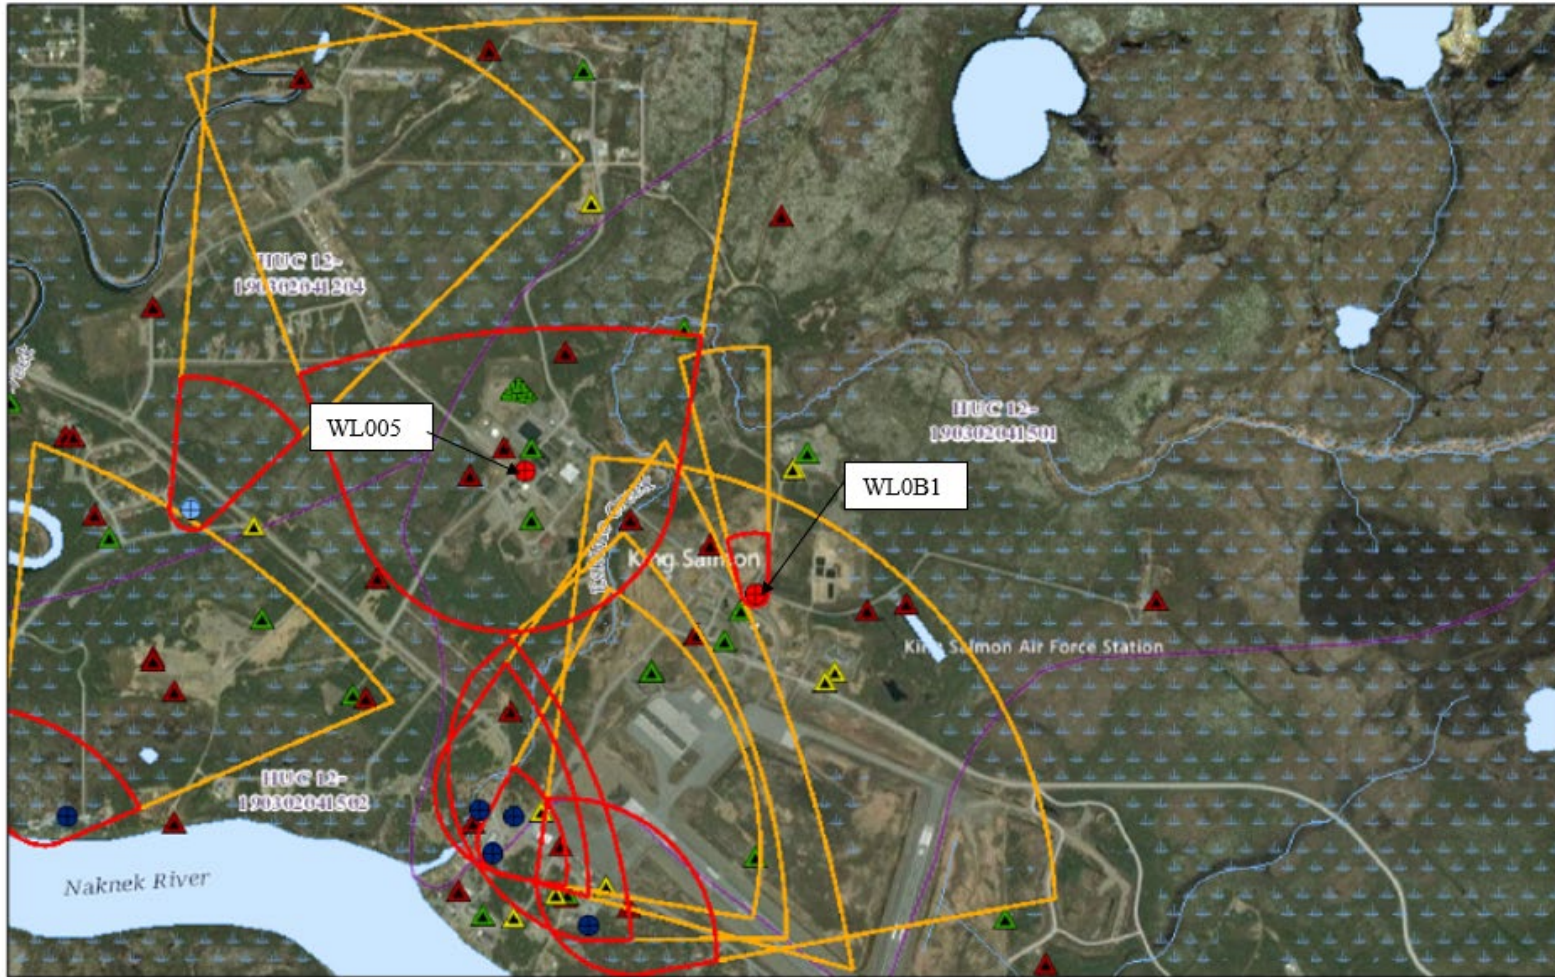 HUC 12-
190302041204
WL005
HUC 12-
190302041501
WL0B1
King Salmon
King Salmon Air Force Station
HUC 12-
190302041502
Naknek River